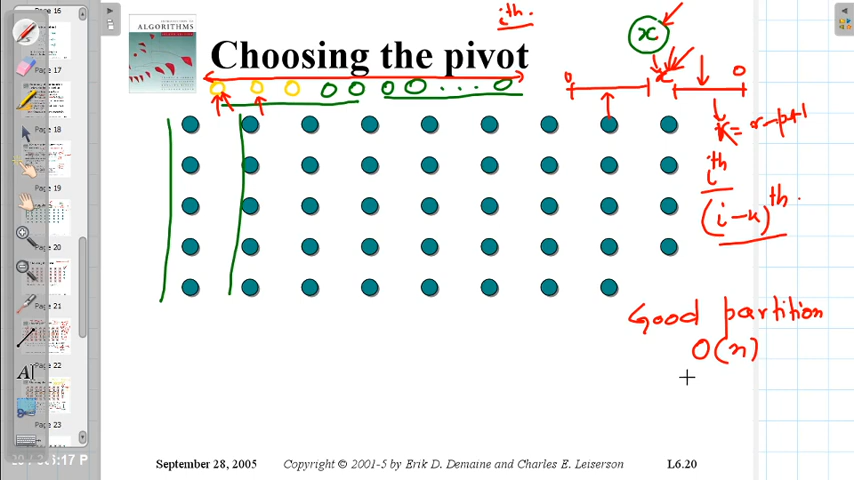 Page 16
Page 17
Page 18
Page 19
Page 20
Page 21
Page 22
Page 23
ALGORITHMS
Choosing the pivot
ith
x
k = r-p+1
ith
(i-k)th
Good partition
O(n)
September 28, 2005
Copyright © 2001-5 by Erik D. Demaine and Charles E. Leiserson
L6.20